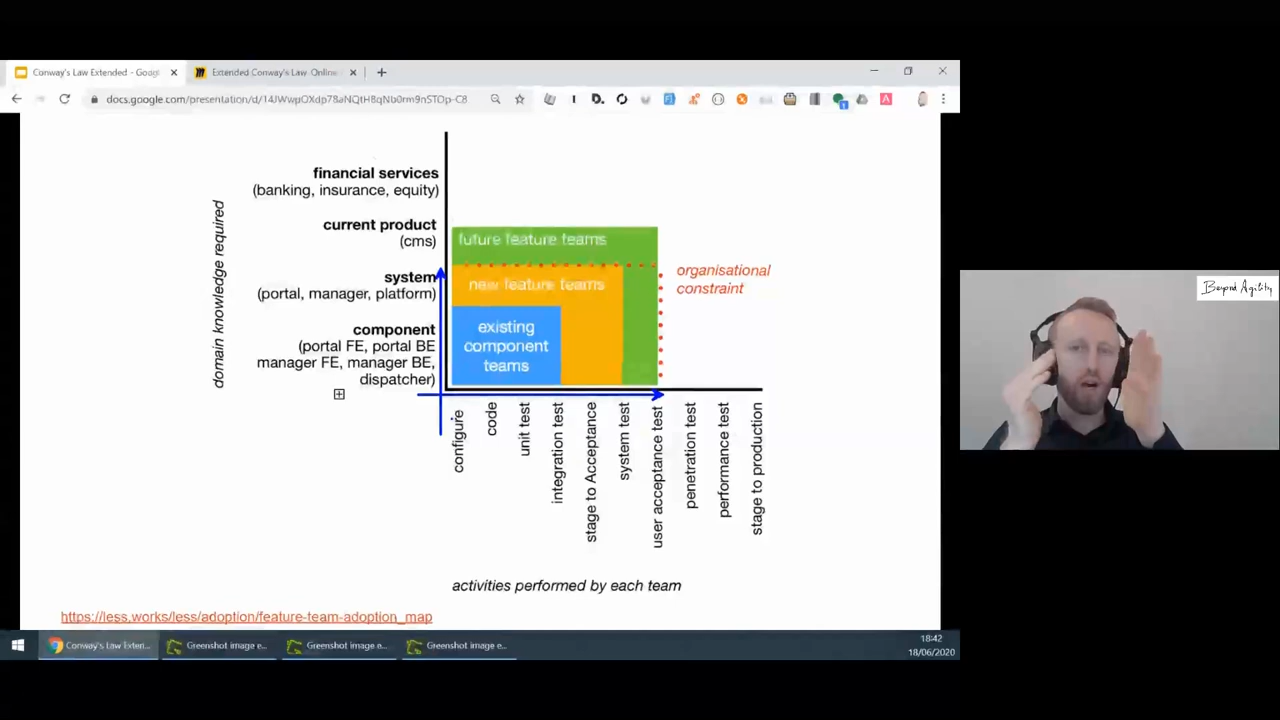 Conway's Law Extended - Googl
Extended Conway's Law Online
docs.google.com/presentation/d/14JWwpOXdp78aNQtH8qNb0rm9nSTOp-C8
financial services
(banking, insurance, equity)
current product
(cms)
system
(portal, manager, platform)
component
(portal FE, portal BE
manager FE, manager BE,
dispatcher)
domain knowledge required
future feature teams
new feature teams
existing
component
teams
organisational
constraint
configure
code
unit test
integration test
stage to Acceptance
system test
user acceptance test
penetration test
performance test
stage to production
activities performed by each team
https://less.works/less/adoption/feature-team-adoption_map
Conway's Law Exten...
Greenshot image e...
Greenshot image e...
Greenshot image e...
18:42
18/06/2020
Beyond Agility